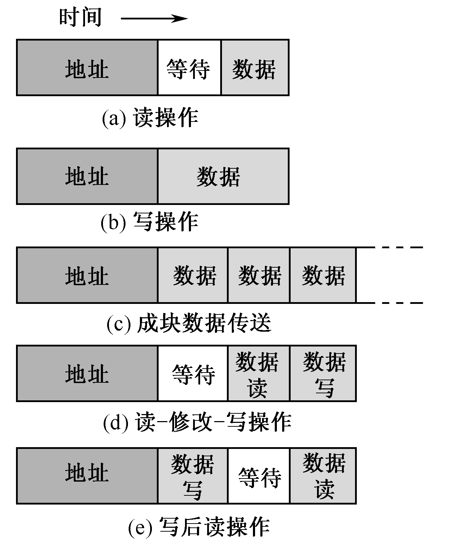 时间
地址 等待 数据
(a) 读操作
地址 数据
(b) 写操作
地址 数据 数据 数据
(c) 成块数据传送
地址 等待 数据读 数据写
(d) 读-修改-写操作
地址 数据写 等待 数据读
(e) 写后读操作